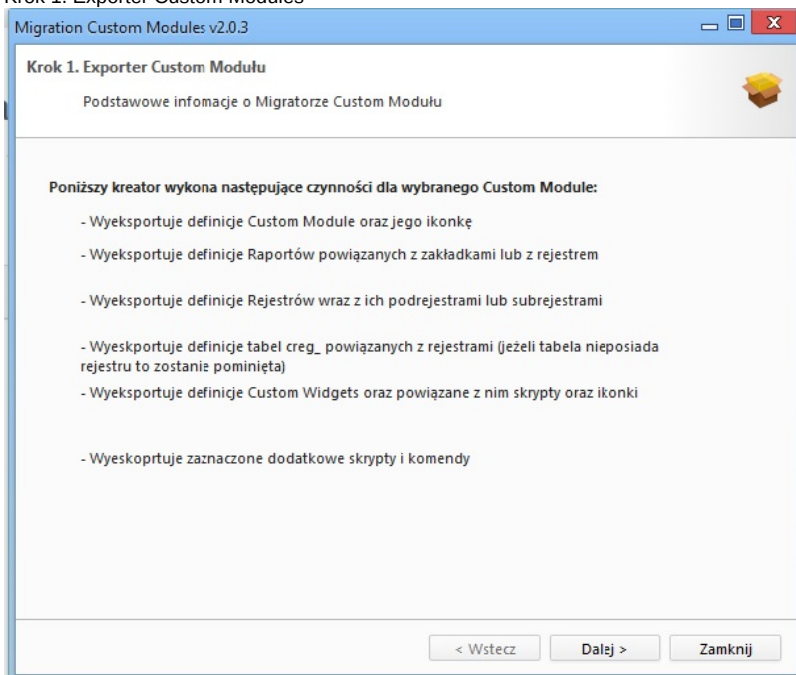 Krok 1. Exporter Custom Modules
Migration Custom Modules v2.0.3
Krok 1. Exporter Custom Modułu
Podstawowe infomacje o Migratorze Custom Modułu
Poniższy kreator wykona następujące czynności dla wybranego Custom Module:
- Wyeksportuje definicje Custom Module oraz jego ikonkę
- Wyeksportuje definicje Raportów powiązanych z zakładkami lub z rejestrem
- Wyeksportuje definicje Rejestrów wraz z ich podrejestrami lub subrejestrami
- Wyeskportuje definicje tabel creg_ powiązanych z rejestrami (jeżeli tabela nieposiada
rejestru to zostanie pominięta)
- Wyeksportuje definicje Custom Widgets oraz powiązane z nim skrypty oraz ikonki
- Wyeskoprtuje zaznaczone dodatkowe skrypty i komendy
< Wstecz Dalej > Zamknij